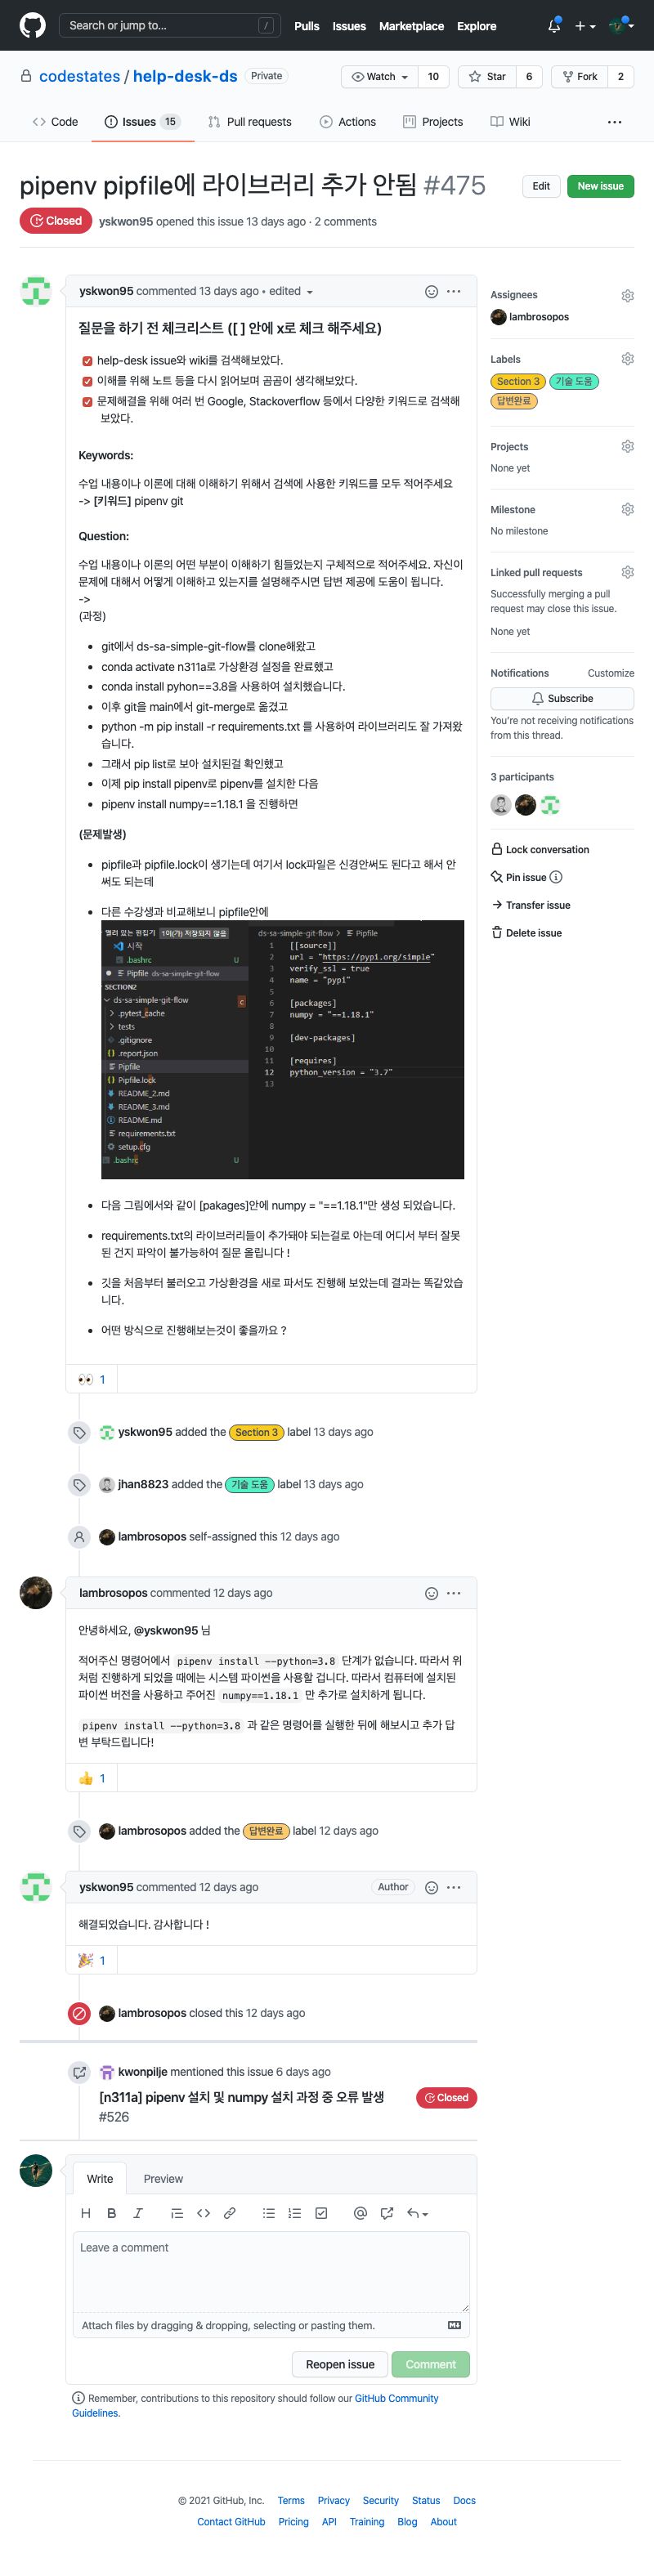 Search or jump to... /
Pulls Issues Marketplace Explore
codestates / help-desk-ds Private
Watch 10 Star 6 Fork 2
Code Issues 15 Pull requests Actions Projects Wiki ...
pipenv pipfile에 라이브러리 추가 안됨 #475
Edit New issue
Closed yskwon95 opened this issue 13 days ago · 2 comments
yskwon95 commented 13 days ago • edited
질문을 하기 전 체크리스트 ([ ] 안에 x로 체크 해주세요)
help-desk issue와 wiki를 검색해보았다.
이해를 위해 노트 등을 다시 읽어보며 곰곰이 생각해보았다.
문제해결을 위해 여러 번 Google, Stackoverflow 등에서 다양한 키워드로 검색해
보았다.
Keywords:
수업 내용이나 이론에 대해 이해하기 위해서 검색에 사용한 키워드를 모두 적어주세요
-> [키워드] pipenv git
Question:
수업 내용이나 이론의 어떤 부분이 이해하기 힘들었는지 구체적으로 적어주세요. 자신이
문제에 대해서 어떻게 이해하고 있는지를 설명해주시면 답변 제공에 도움이 됩니다.
->
(과정)
git에서 ds-sa-simple-git-flow를 clone해왔고
conda activate n311a로 가상환경 설정을 완료했고
conda install pyhon==3.8을 사용하여 설치했습니다.
이후 git을 main에서 git-merge로 옮겼고
python -m pip install -r requirements.txt 를 사용하여 라이브러리도 잘 가져왔
습니다.
그래서 pip list로 보아 설치된걸 확인했고
이제 pip install pipenv로 pipenv를 설치한 다음
pipenv install numpy==1.18.1 을 진행하면
(문제발생)
pipfile과 pipfile.lock이 생기는데 여기서 lock파일은 신경안써도 된다고 해서 안
써도 되는데
다른 수강생과 비교해보니 pipfile안에
열려 있는 편집기 1이(가) 저장되지 않음
시작
.bashrc U
Pipfile ds-sa-simple-git-flow
SECTION2
ds-sa-simple-git-flow
.pytest_cache
tests
.gitignore
.report.json
Pipfile
Pipfile.lock
README_2.md
README_3.md
README.md
requirements.txt
setup.cfg
.bashrc U
ds-sa-simple-git-flow > Pipfile
1 [[source]]
2 url = "https://pypi.org/simple"
3 verify_ssl = true
4 name = "pypi"
5
6 [packages]
7 numpy = "==1.18.1"
8
9 [dev-packages]
10
11 [requires]
12 python_version = "3.7"
13
다음 그림에서와 같이 [pakages]안에 numpy = "==1.18.1"만 생성 되었습니다.
requirements.txt의 라이브러리들이 추가돼야 되는걸로 아는데 어디서 부터 잘못
된 건지 파악이 불가능하여 질문 올립니다 !
깃을 처음부터 불러오고 가상환경을 새로 파서도 진행해 보았는데 결과는 똑같았습
니다.
어떤 방식으로 진행해보는것이 좋을까요 ?
👀 1
yskwon95 added the Section 3 label 13 days ago
jhan8823 added the 기술 도움 label 13 days ago
lambrosopos self-assigned this 12 days ago
lambrosopos commented 12 days ago
안녕하세요, @yskwon95 님
적어주신 명령어에서 pipenv install --python=3.8 단계가 없습니다. 따라서 위
처럼 진행하게 되었을 때에는 시스템 파이썬을 사용할 겁니다. 따라서 컴퓨터에 설치된
파이썬 버전을 사용하고 주어진 numpy==1.18.1 만 추가로 설치하게 됩니다.
pipenv install --python=3.8 과 같은 명령어를 실행한 뒤에 해보시고 추가 답
변 부탁드립니다!
👍 1
lambrosopos added the 답변완료 label 12 days ago
yskwon95 commented 12 days ago Author
해결되었습니다. 감사합니다 !
🎉 1
lambrosopos closed this 12 days ago
kwonpilje mentioned this issue 6 days ago
[n311a] pipenv 설치 및 numpy 설치 과정 중 오류 발생
#526
Closed
Write Preview
Leave a comment
Attach files by dragging & dropping, selecting or pasting them.
Reopen issue Comment
Remember, contributions to this repository should follow our GitHub Community
Guidelines.
Assignees
lambrosopos
Labels
Section 3 기술 도움
답변완료
Projects
None yet
Milestone
No milestone
Linked pull requests
Successfully merging a pull
request may close this issue.
None yet
Notifications Customize
Subscribe
You're not receiving notifications
from this thread.
3 participants
Lock conversation
Pin issue
Transfer issue
Delete issue
© 2021 GitHub, Inc. Terms Privacy Security Status Docs
Contact GitHub Pricing API Training Blog About